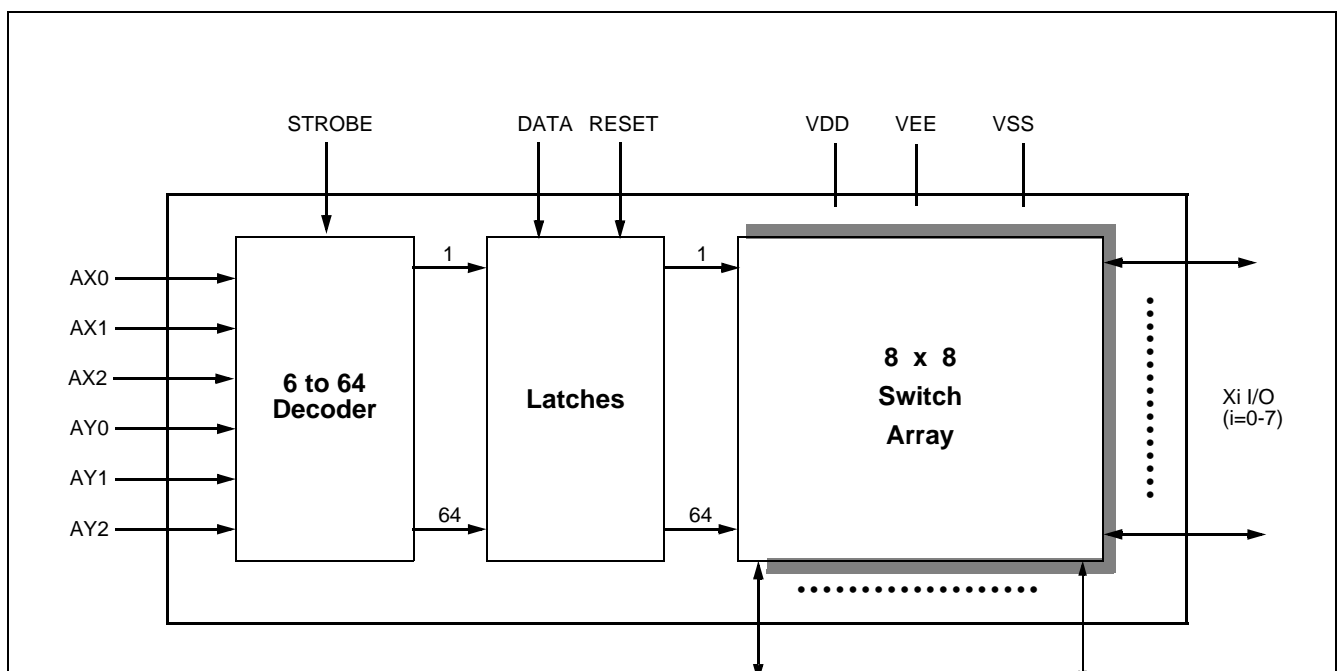 STROBE
DATA RESET
VDD VEE VSS
AX0
AX1
AX2
AY0
AY1
AY2
6 to 64
Decoder
1
64
Latches
1
64
8 x 8
Switch
Array
Xi I/O
(i=0-7)